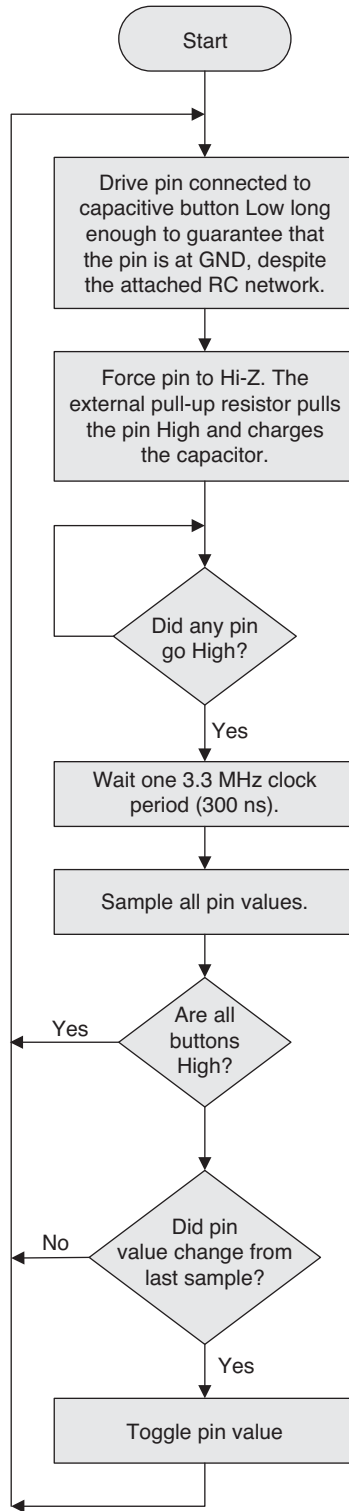 Start
Drive pin connected to
capacitive button Low long
enough to guarantee that
the pin is at GND, despite
the attached RC network.
Force pin to Hi-Z. The
external pull-up resistor pulls
the pin High and charges
the capacitor.
Did any pin
go High?
Yes
Wait one 3.3 MHz clock
period (300 ns).
Sample all pin values.
Are all
buttons
High?
Yes
Did pin
value change from
last sample?
No
Yes
Toggle pin value